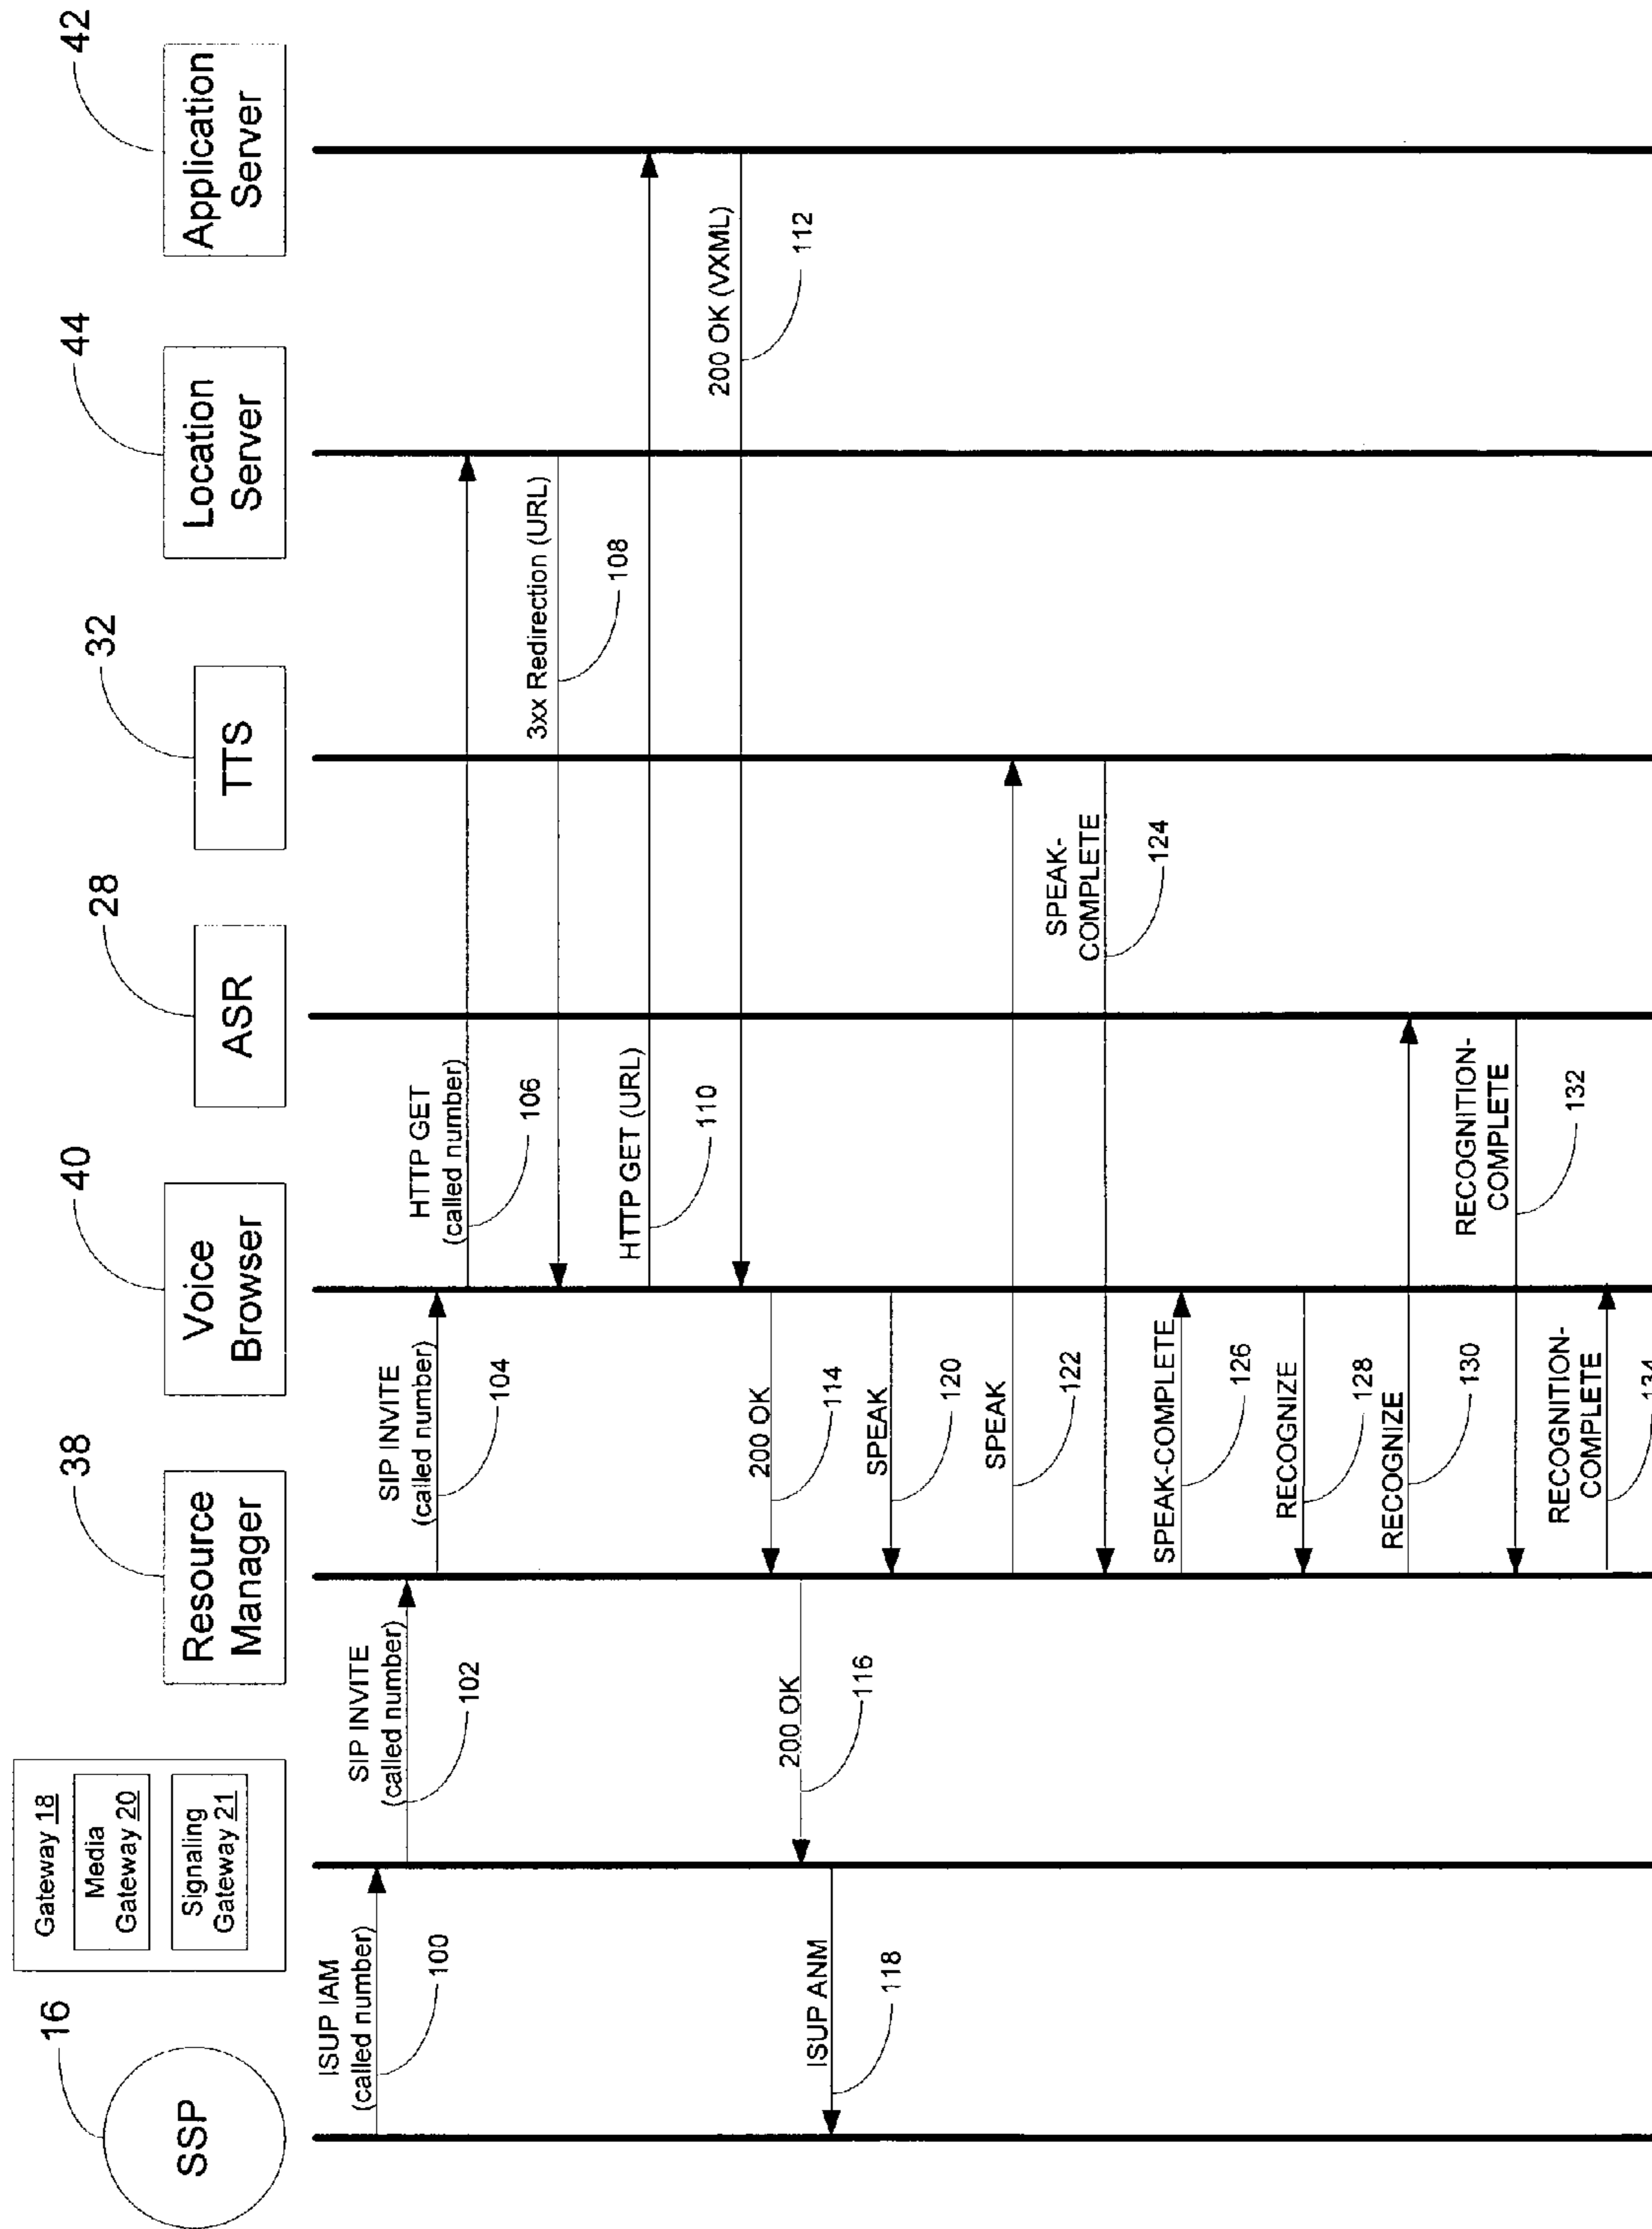 16
SSP
Gateway 18
Media
Gateway 20
Signaling
Gateway 21
38
Resource
Manager
40
Voice
Browser
28
ASR
32
TTS
44
Location
Server
42
Application
Server
ISUP IAM
(called number)
100
SIP INVITE
(called number)
102
SIP INVITE
(called number)
104
HTTP GET
(called number)
106
3xx Redirection (URL)
108
HTTP GET (URL)
110
200 OK (VXML)
112
200 OK
114
200 OK
116
ISUP ANM
118
SPEAK
120
SPEAK
122
SPEAK-
COMPLETE
124
SPEAK-COMPLETE
126
RECOGNIZE
128
RECOGNIZE
130
RECOGNITION-
COMPLETE
132
RECOGNITION-
COMPLETE
134